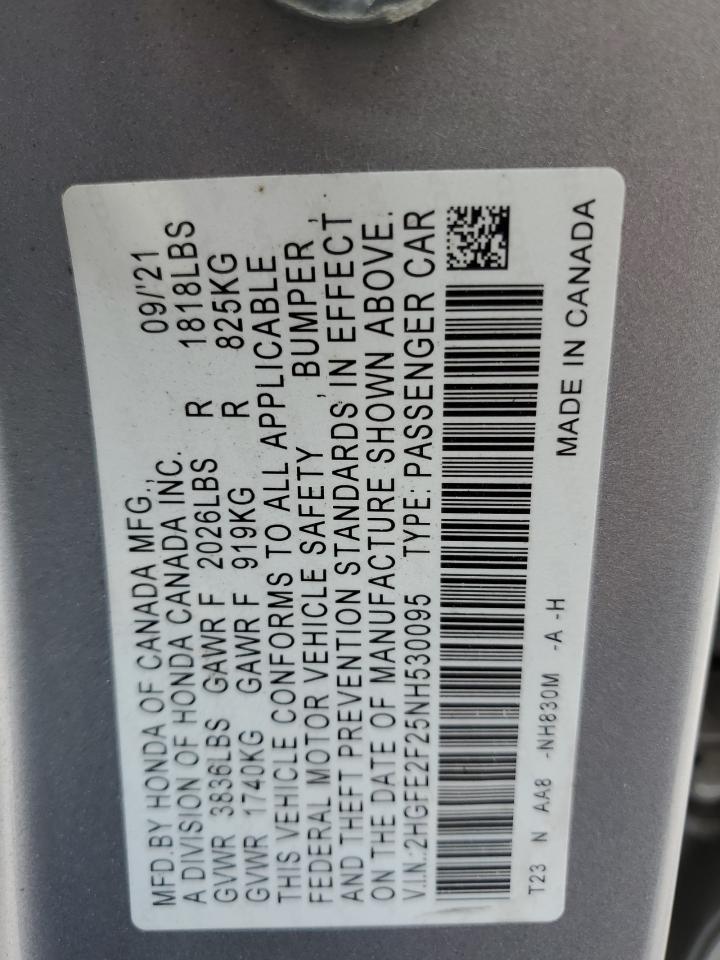 MFD.BY HONDA OF CANADA MFG., 09/'21
A DIVISION OF HONDA CANADA INC.
GVWR 3836LBS GAWR F 2026LBS R 1818LBS
GVWR 1740KG GAWR F 919KG R 825KG
THIS VEHICLE CONFORMS TO ALL APPLICABLE
FEDERAL MOTOR VEHICLE SAFETY , BUMPER ,
AND THEFT PREVENTION STANDARDS IN EFFECT
ON THE DATE OF MANUFACTURE SHOWN ABOVE.
V.I.N.:2HGFE2F25NH530095 TYPE: PASSENGER CAR
T23 N AA8 -NH830M -A -H
MADE IN CANADA